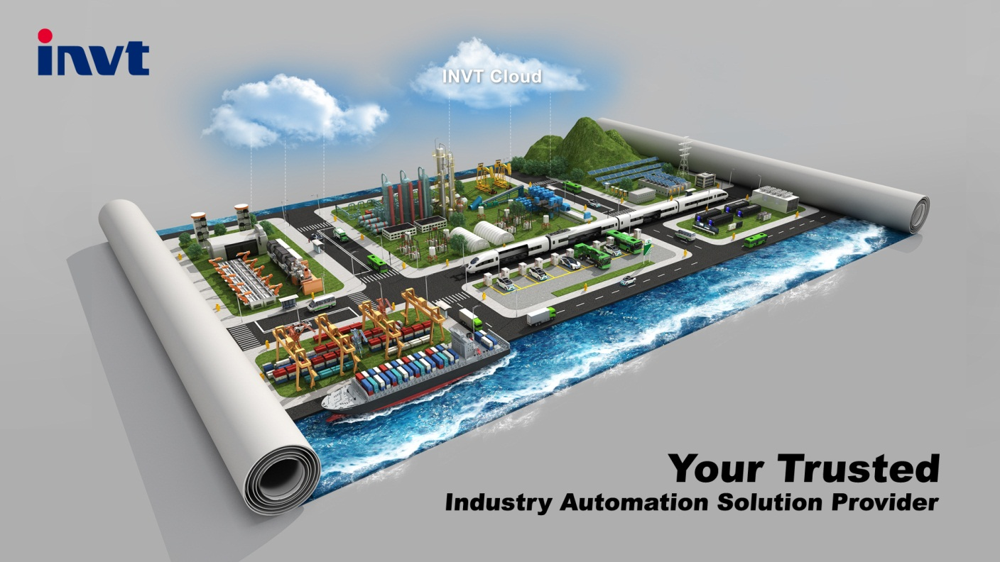 invt
INVT Cloud
Your Trusted
Industry Automation Solution Provider